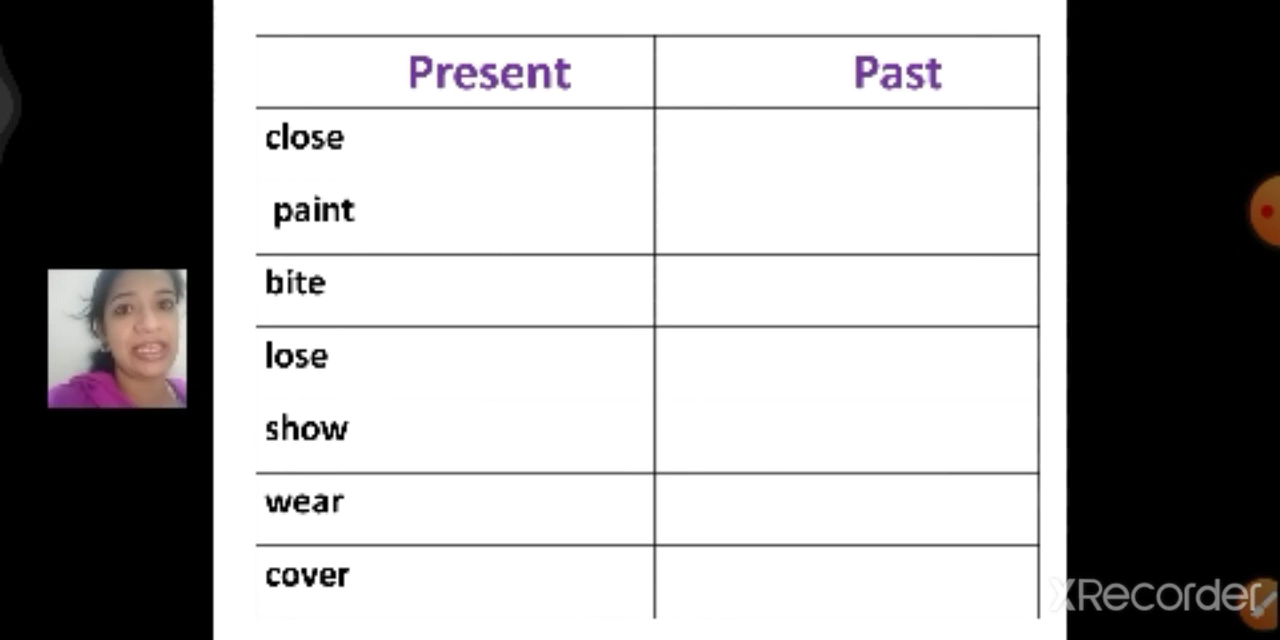 Present Past
close
paint
bite
lose
show
wear
cover
XRecorder